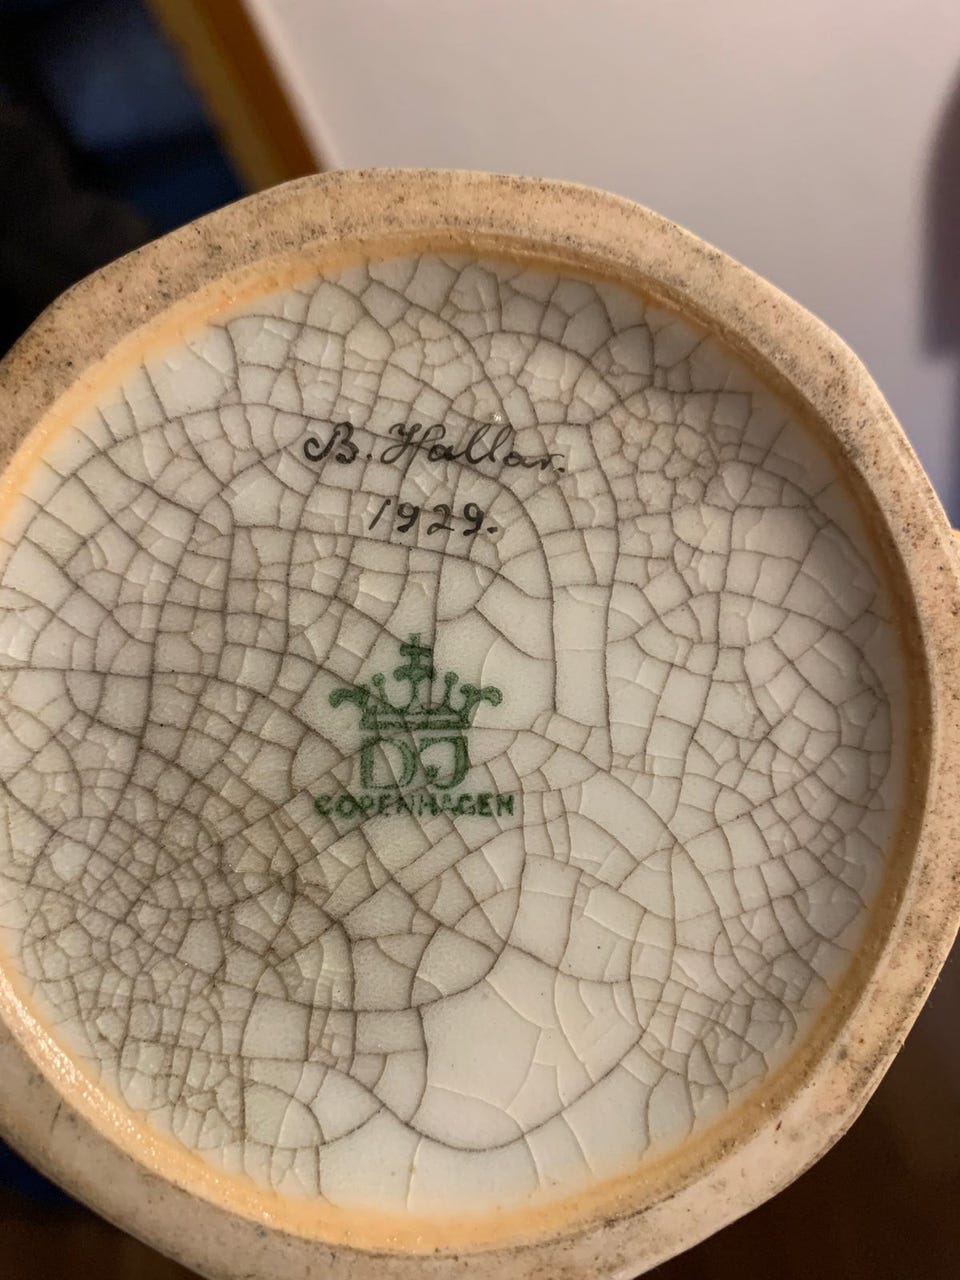 B. Hallar.
1929.
DJ
COPENHAGEN